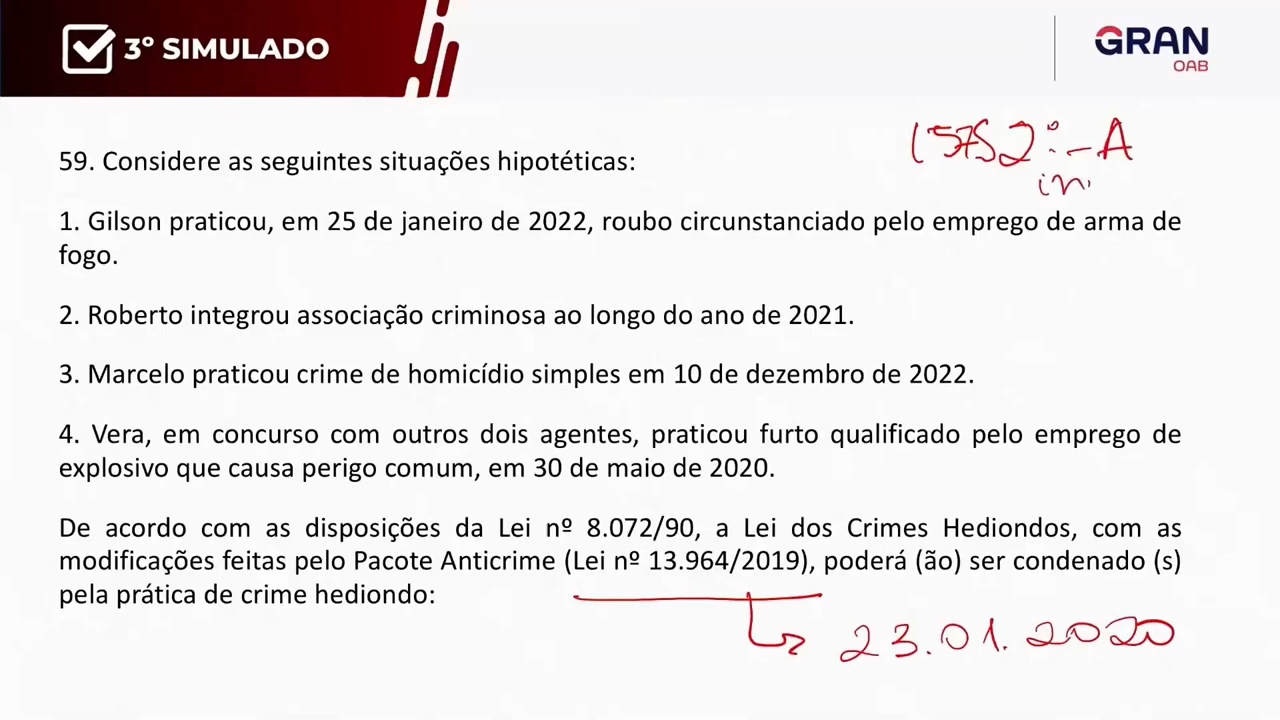 3º SIMULADO
GRAN
OAB
157 § 2º - A
59. Considere as seguintes situações hipotéticas:
1. Gilson praticou, em 25 de janeiro de 2022, roubo circunstanciado pelo emprego de arma de
fogo.
2. Roberto integrou associação criminosa ao longo do ano de 2021.
3. Marcelo praticou crime de homicídio simples em 10 de dezembro de 2022.
4. Vera, em concurso com outros dois agentes, praticou furto qualificado pelo emprego de
explosivo que causa perigo comum, em 30 de maio de 2020.
De acordo com as disposições da Lei nº 8.072/90, a Lei dos Crimes Hediondos, com as
modificações feitas pelo Pacote Anticrime (Lei nº 13.964/2019), poderá (ão) ser condenado (s)
pela prática de crime hediondo:
23.01.2020